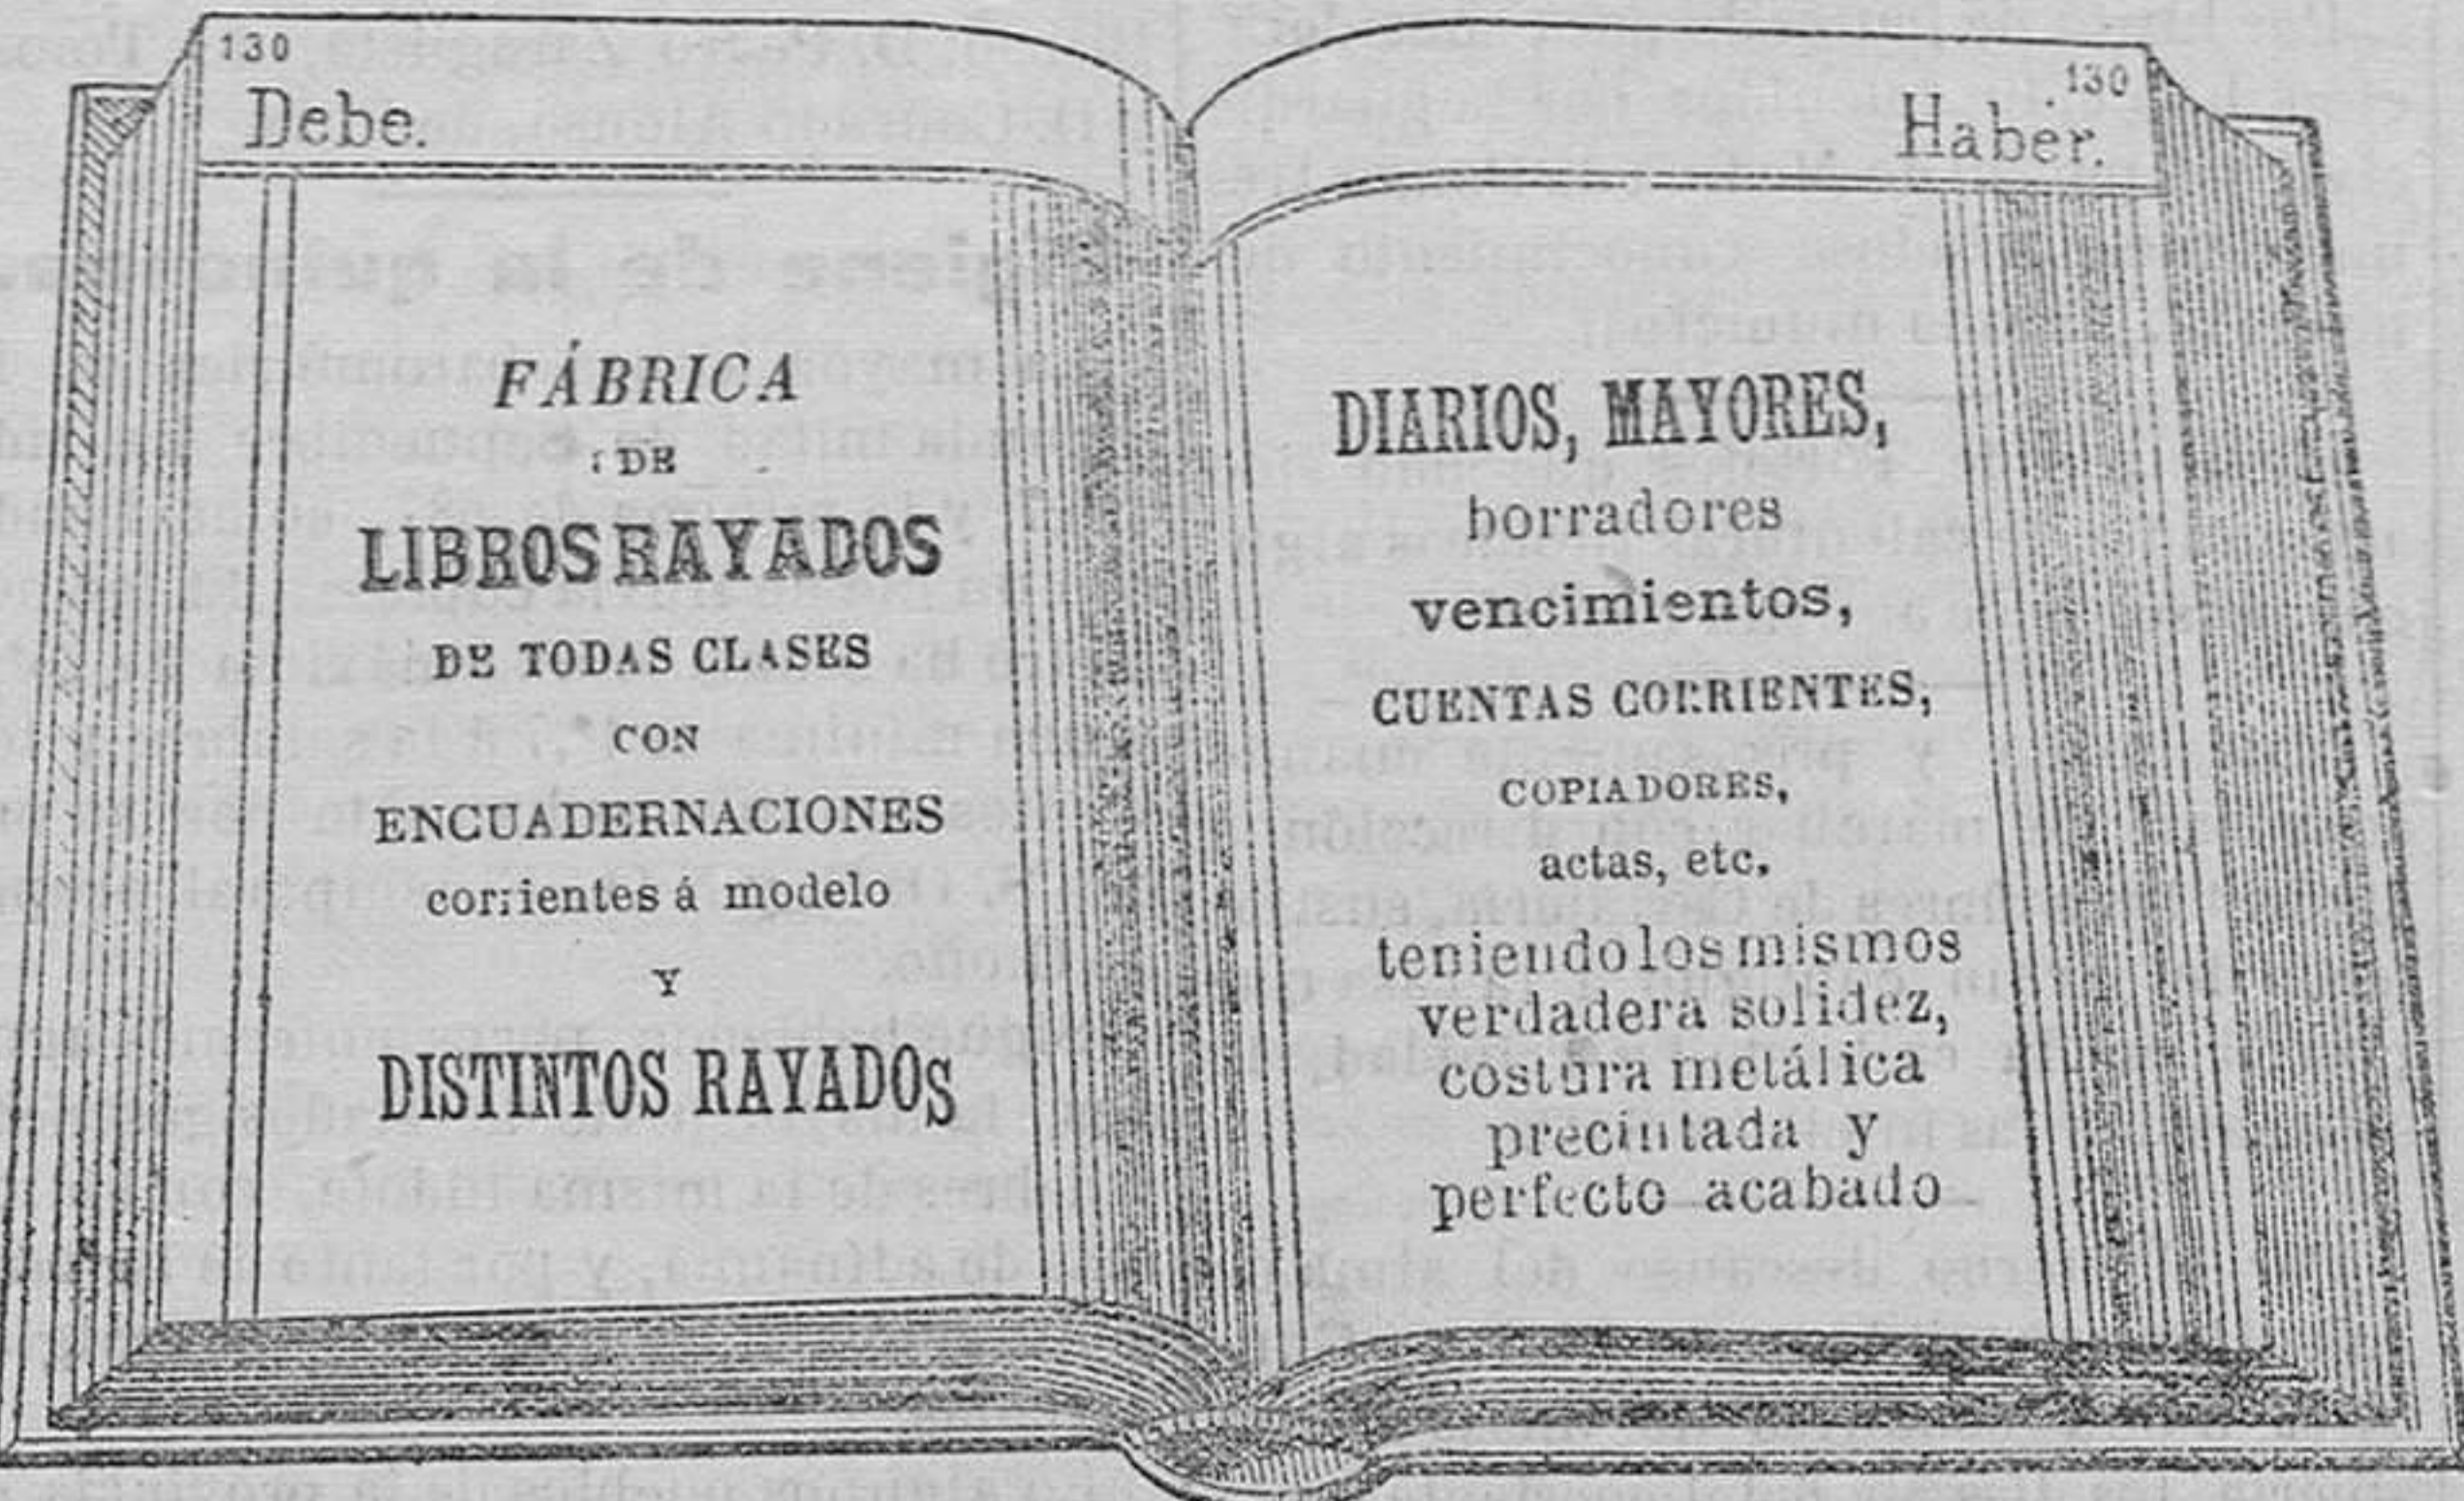 130
Debe.
FÁBRICA
DE
LIBROS RAYADOS
DE TODAS CLASES
CON
ENCUADERNACIONES
corrientes á modelo
Y
DISTINTOS RAYADOS
130
Haber.
DIARIOS, MAYORES,
borradores
vencimientos,
CUENTAS CORRIENTES,
COPIADORES,
actas, etc.
teniendo los mismos
verdadera solidez,
costura metálica
precintada y
perfecto acabado